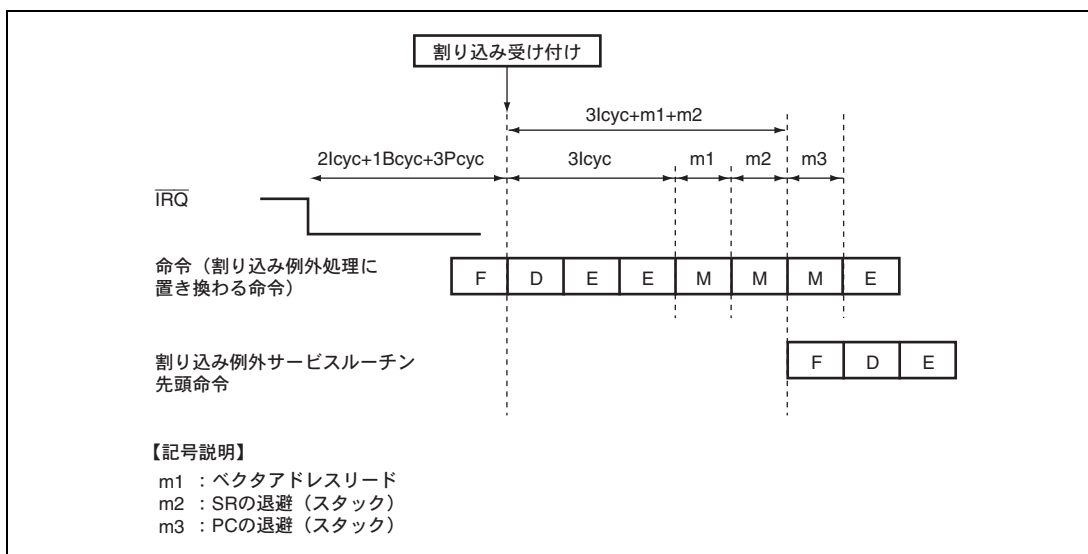 割り込み受け付け
3Icyc+m1+m2
2Icyc+1Bcyc+3Pcyc 3Icyc m1 m2 m3
IRQ
命令（割り込み例外処理に
置き換わる命令）
F D E E M M M E
割り込み例外サービスルーチン
先頭命令
F D E
【記号説明】
m1 ：ベクタアドレスリード
m2 ：SRの退避（スタック）
m3 ：PCの退避（スタック）